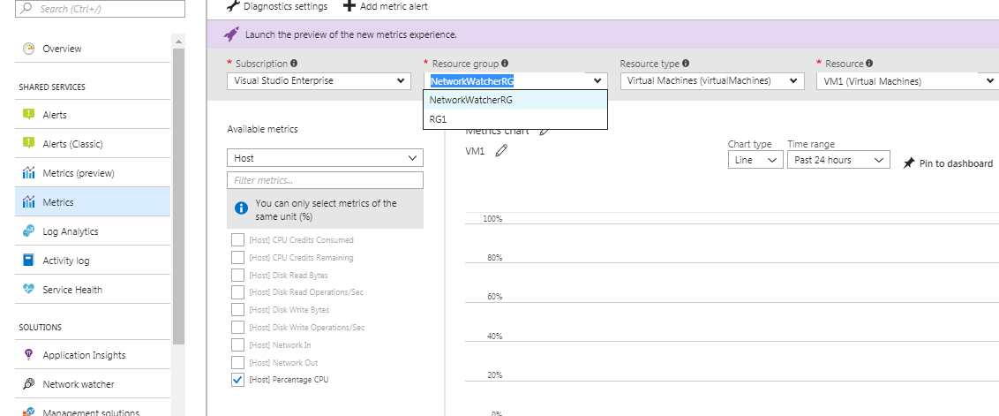 Search (Ctrl+/)
Overview
SHARED SERVICES
Alerts
Alerts (Classic)
Metrics (preview)
Metrics
Log Analytics
Activity log
Service Health
SOLUTIONS
Application Insights
Network watcher
Management solutions
Diagnostics settings
Add metric alert
Launch the preview of the new metrics experience.
* Subscription
Visual Studio Enterprise
* Resource group
NetworkWatcherRG
NetworkWatcherRG
RG1
Resource type
Virtual Machines (virtualMachines)
* Resource
VM1 (Virtual Machines)
Available metrics
Host
Filter metrics...
You can only select metrics of the
same unit (%)
[Host] CPU Credits Consumed
[Host] CPU Credits Remaining
[Host] Disk Read Bytes
[Host] Disk Read Operations/Sec
[Host] Disk Write Bytes
[Host] Disk Write Operations/Sec
[Host] Network In
[Host] Network Out
[Host] Percentage CPU
Metrics chart
VM1
Chart type
Line
Time range
Past 24 hours
Pin to dashboard
100%
80%
60%
40%
20%
0%